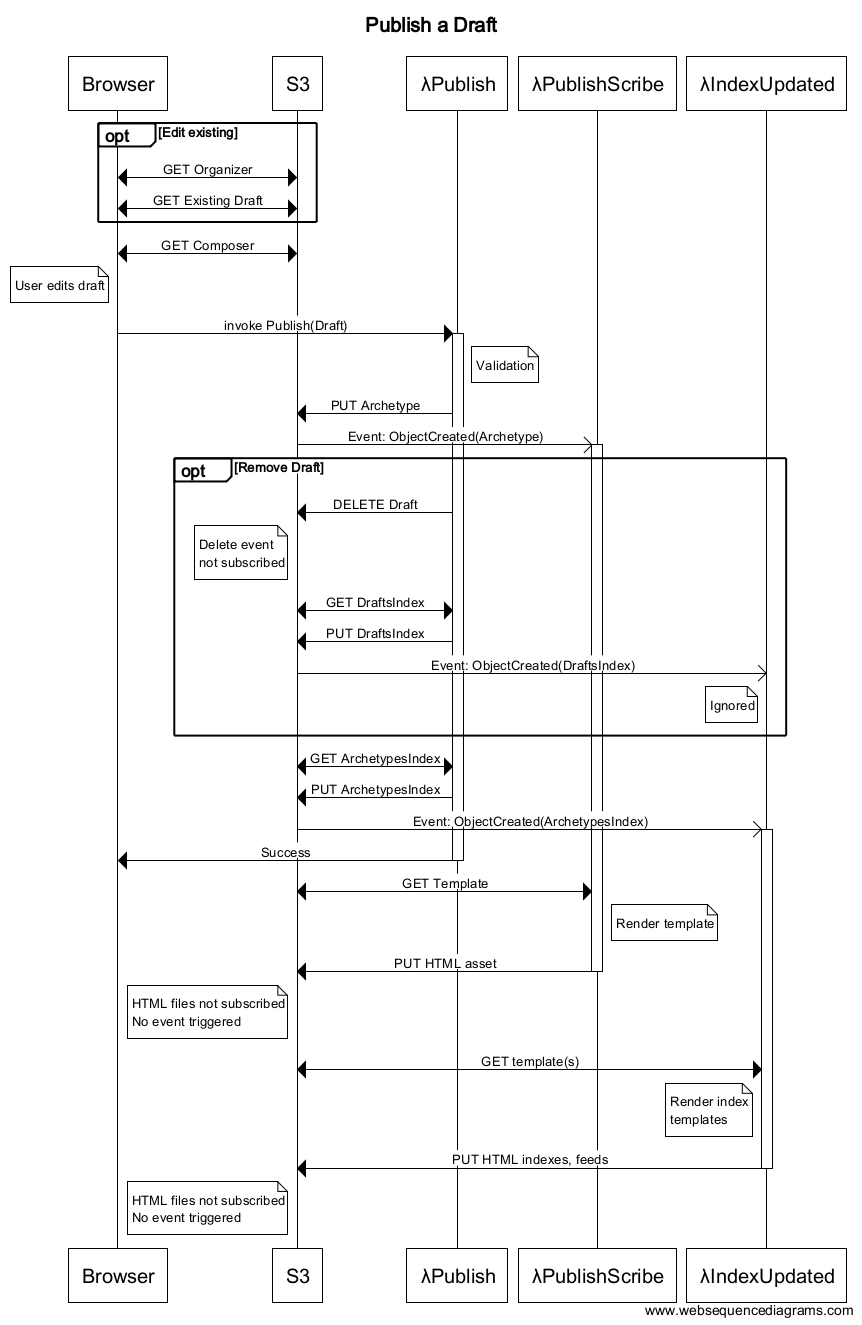 Publish a Draft
Browser
S3
λPublish
λPublishScribe
λIndexUpdated
opt
[Edit existing]
GET Organizer
GET Existing Draft
GET Composer
User edits draft
invoke Publish(Draft)
Validation
PUT Archetype
Event: ObjectCreated(Archetype)
opt
[Remove Draft]
DELETE Draft
Delete event
not subscribed
GET DraftsIndex
PUT DraftsIndex
Event: ObjectCreated(DraftsIndex)
Ignored
GET ArchetypesIndex
PUT ArchetypesIndex
Event: ObjectCreated(ArchetypesIndex)
Success
GET Template
Render template
PUT HTML asset
HTML files not subscribed
No event triggered
GET template(s)
Render index
templates
PUT HTML indexes, feeds
HTML files not subscribed
No event triggered
Browser
S3
λPublish
λPublishScribe
λIndexUpdated
www.websequencediagrams.com